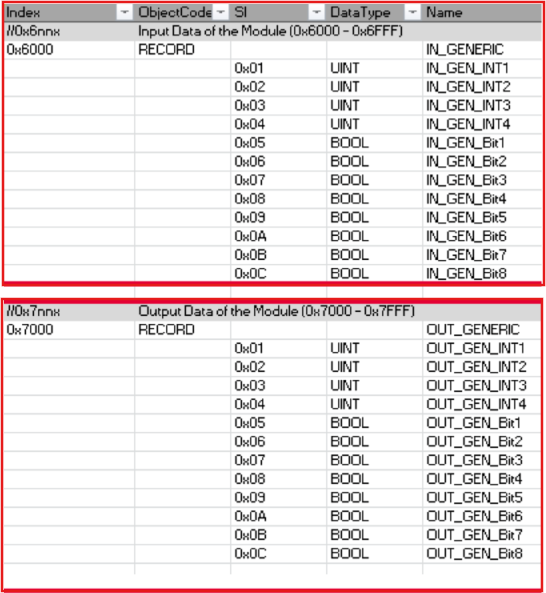 Index ObjectCode SI DataType Name
//0x6nnx Input Data of the Module (0x6000 - 0x6FFF)
0x6000 RECORD IN_GENERIC
0x01 UINT IN_GEN_INT1
0x02 UINT IN_GEN_INT2
0x03 UINT IN_GEN_INT3
0x04 UINT IN_GEN_INT4
0x05 BOOL IN_GEN_Bit1
0x06 BOOL IN_GEN_Bit2
0x07 BOOL IN_GEN_Bit3
0x08 BOOL IN_GEN_Bit4
0x09 BOOL IN_GEN_Bit5
0x0A BOOL IN_GEN_Bit6
0x0B BOOL IN_GEN_Bit7
0x0C BOOL IN_GEN_Bit8
//0x7nnx Output Data of the Module (0x7000 - 0x7FFF)
0x7000 RECORD OUT_GENERIC
0x01 UINT OUT_GEN_INT1
0x02 UINT OUT_GEN_INT2
0x03 UINT OUT_GEN_INT3
0x04 UINT OUT_GEN_INT4
0x05 BOOL OUT_GEN_Bit1
0x06 BOOL OUT_GEN_Bit2
0x07 BOOL OUT_GEN_Bit3
0x08 BOOL OUT_GEN_Bit4
0x09 BOOL OUT_GEN_Bit5
0x0A BOOL OUT_GEN_Bit6
0x0B BOOL OUT_GEN_Bit7
0x0C BOOL OUT_GEN_Bit8